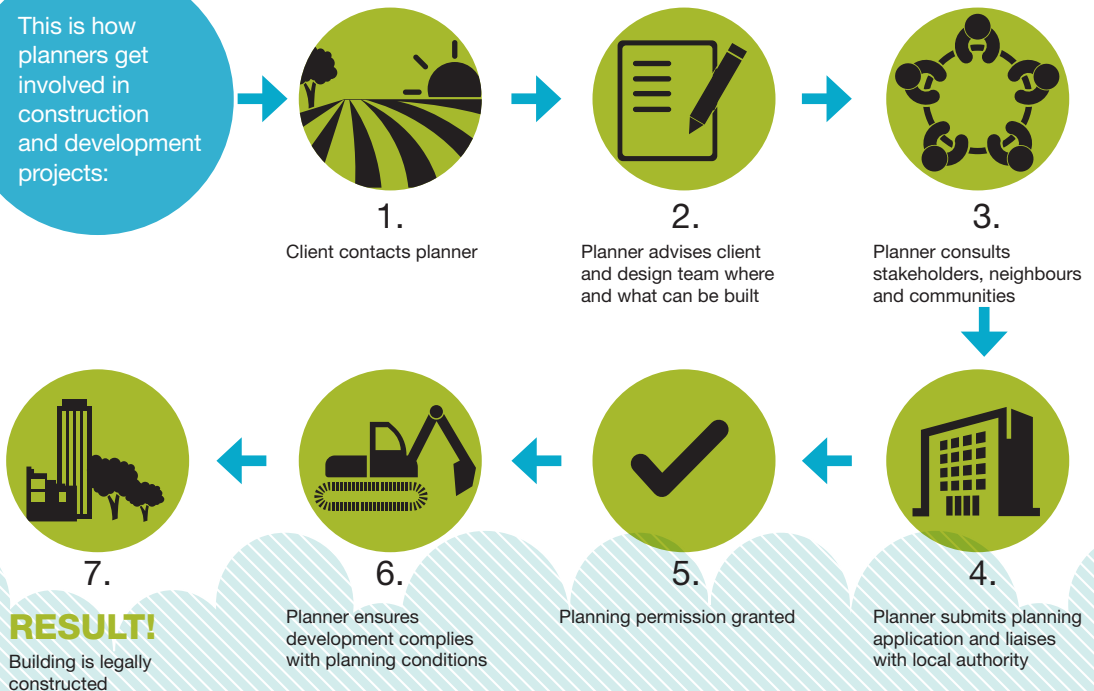 This is how
planners get
involved in
construction
and development
projects:
1.
Client contacts planner
2.
Planner advises client
and design team where
and what can be built
3.
Planner consults
stakeholders, neighbours
and communities
4.
Planner submits planning
application and liaises
with local authority
5.
Planning permission granted
6.
Planner ensures
development complies
with planning conditions
7.
RESULT!
Building is legally
constructed